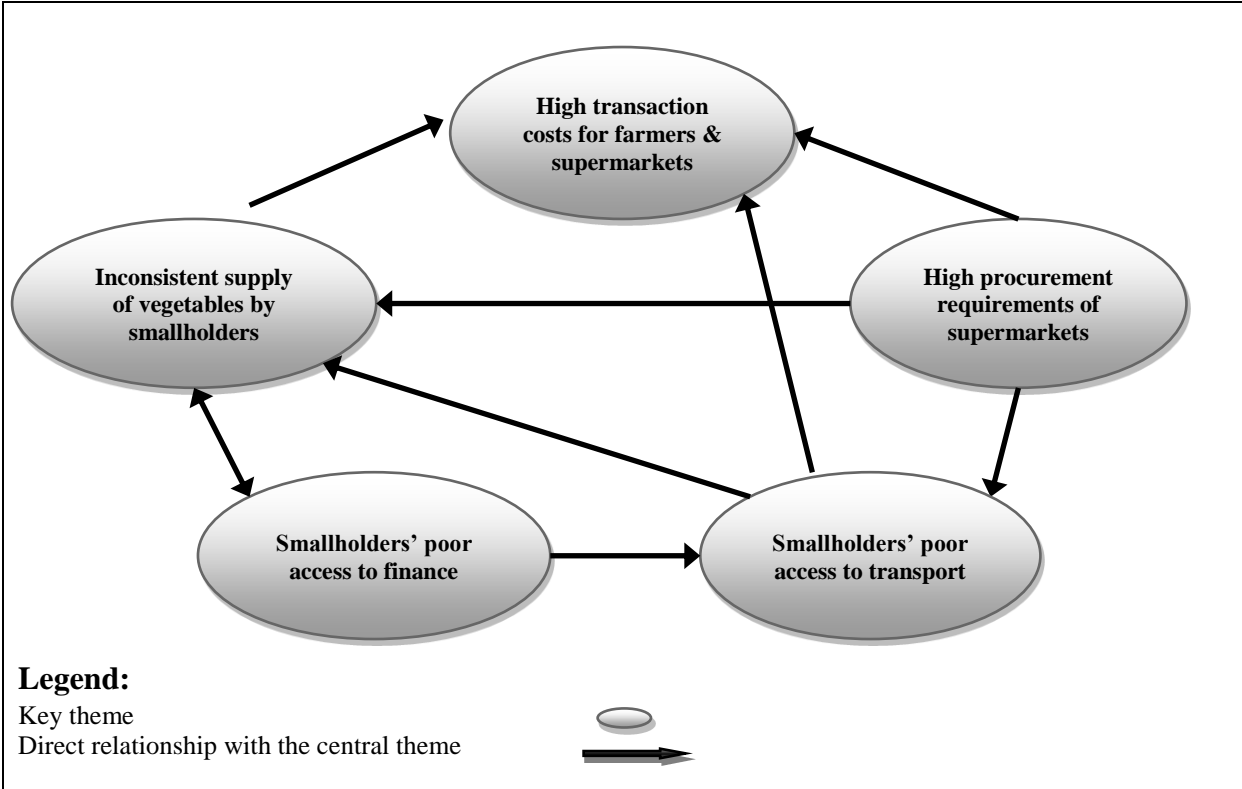 High transaction
costs for farmers &
supermarkets
Inconsistent supply
of vegetables by
smallholders
High procurement
requirements of
supermarkets
Smallholders’ poor
access to finance
Smallholders’ poor
access to transport
Legend:
Key theme
Direct relationship with the central theme